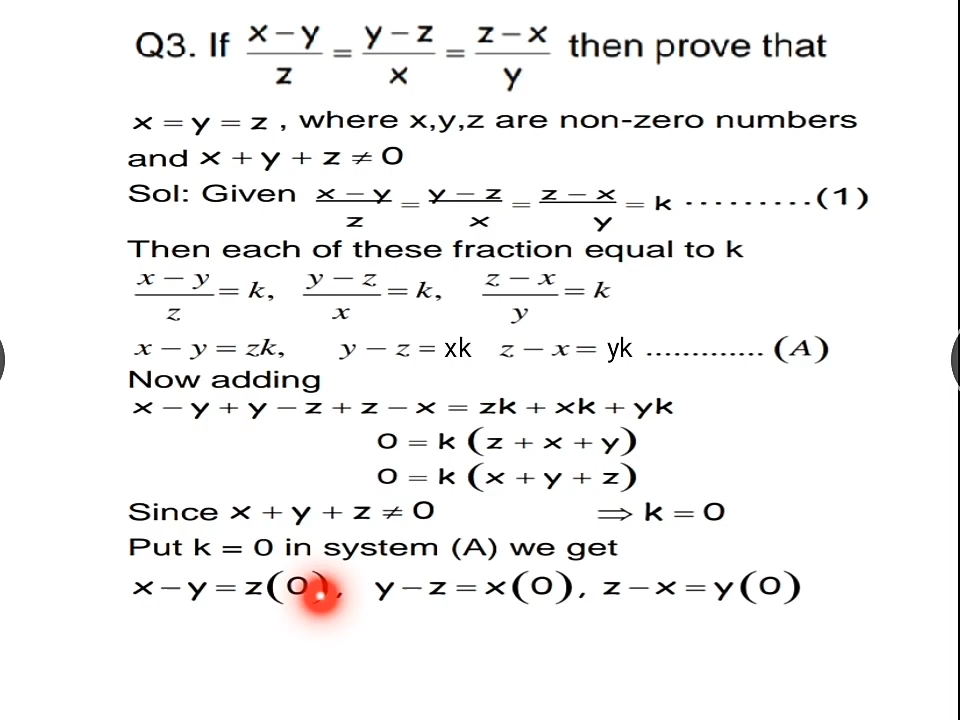 Q3. If (x − y)/z = (y − z)/x = (z − x)/y then prove that
x = y = z , where x,y,z are non-zero numbers
and x + y + z ≠ 0
Sol: Given (x − y)/z = (y − z)/x = (z − x)/y = k .........(1)
Then each of these fraction equal to k
(x − y)/z = k, (y − z)/x = k, (z − x)/y = k
x − y = zk, y − z = xk z − x = yk ............. (A)
Now adding
x − y + y − z + z − x = zk + xk + yk
0 = k (z + x + y)
0 = k (x + y + z)
Since x + y + z ≠ 0 ⇒ k = 0
Put k = 0 in system (A) we get
x − y = z(0), y − z = x(0), z − x = y(0)